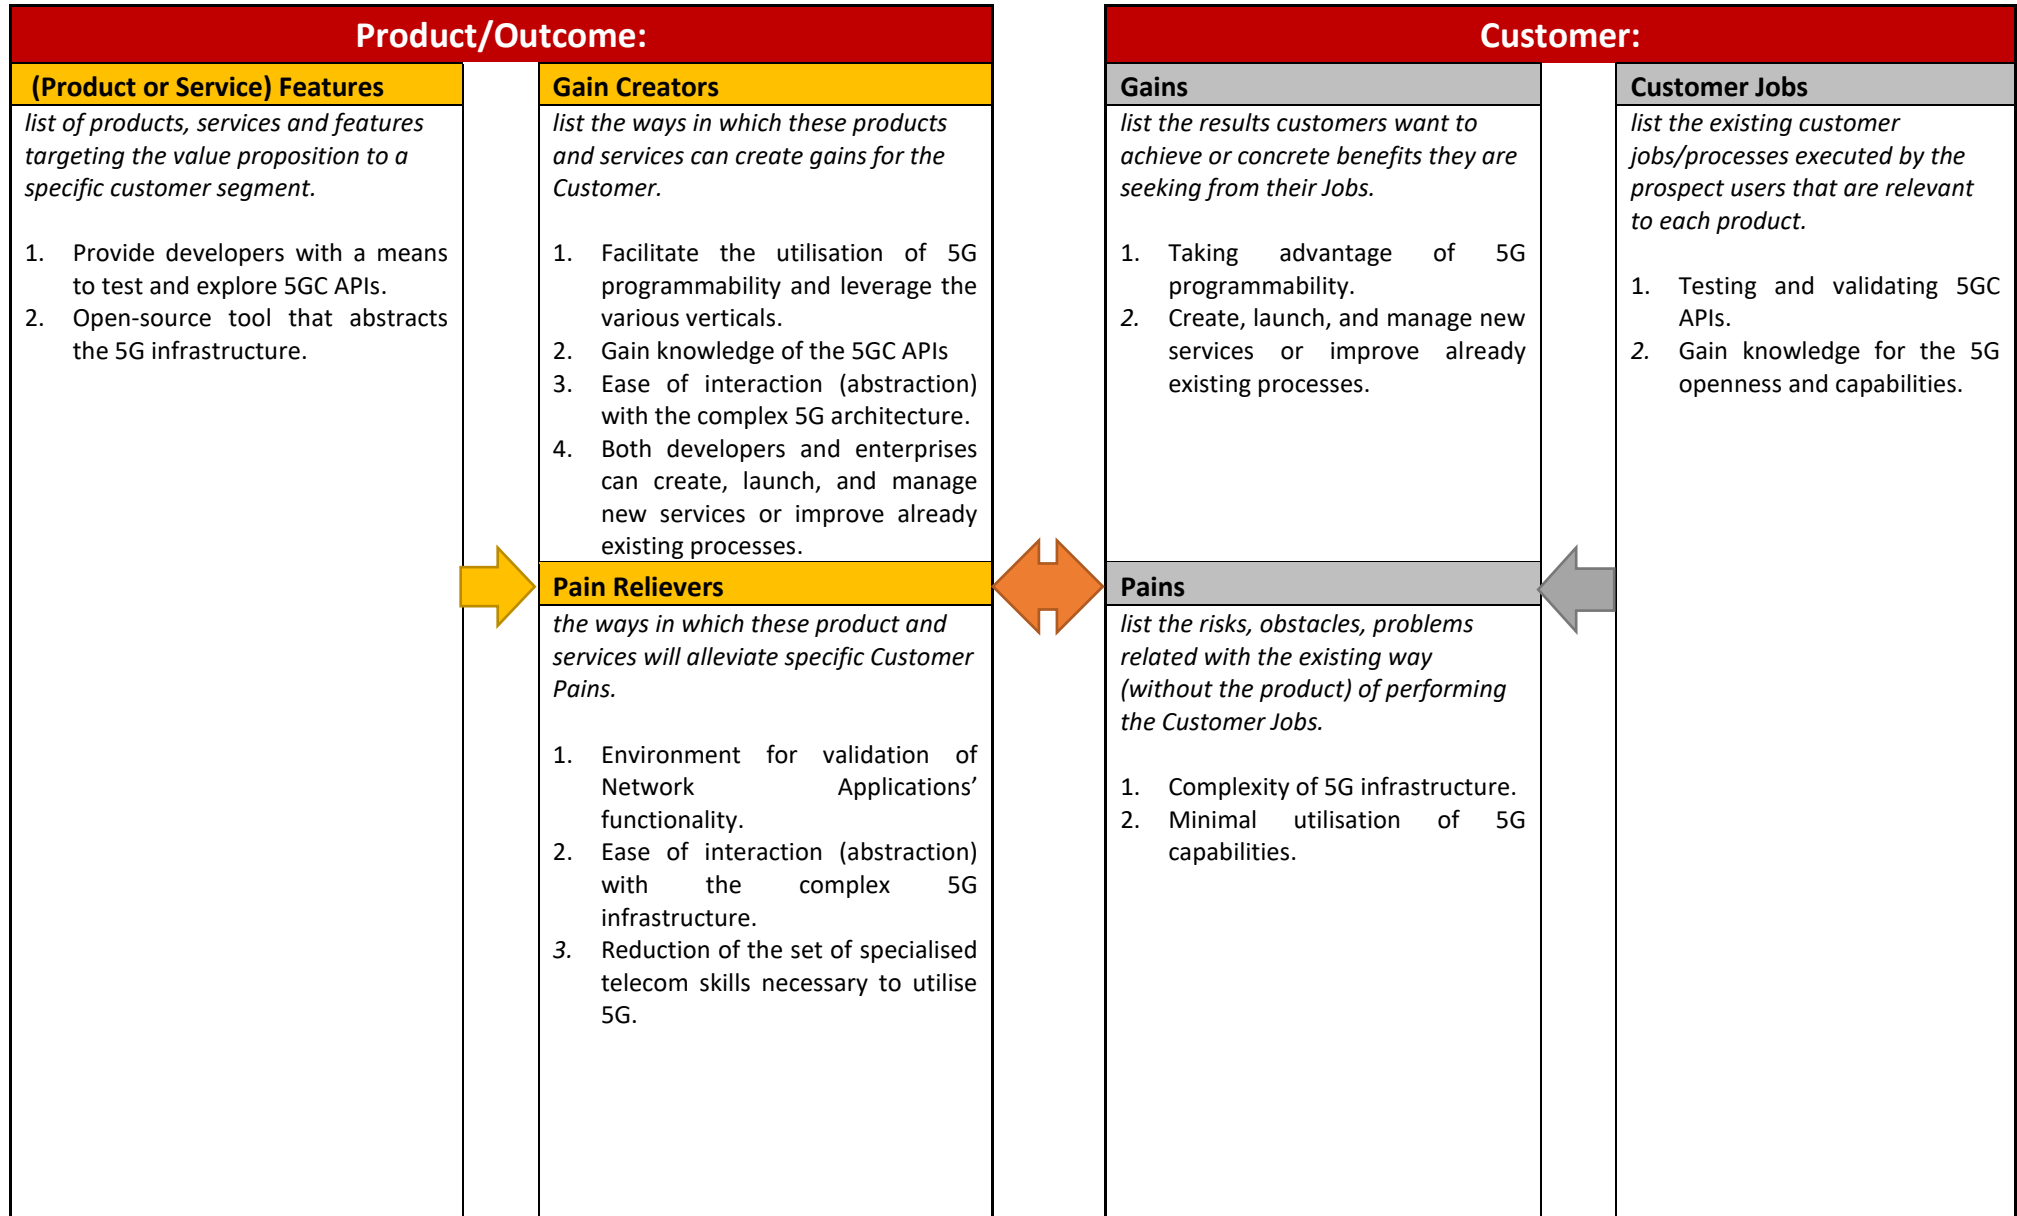 Product/Outcome:
(Product or Service) Features
list of products, services and features
targeting the value proposition to a
specific customer segment.
1. Provide developers with a means
to test and explore 5GC APIs.
2. Open-source tool that abstracts
the 5G infrastructure.
Gain Creators
list the ways in which these products
and services can create gains for the
Customer.
1. Facilitate the utilisation of 5G
programmability and leverage the
various verticals.
2. Gain knowledge of the 5GC APIs
3. Ease of interaction (abstraction)
with the complex 5G architecture.
4. Both developers and enterprises
can create, launch, and manage
new services or improve already
existing processes.
Pain Relievers
the ways in which these product and
services will alleviate specific Customer
Pains.
1. Environment for validation of
Network Applications’
functionality.
2. Ease of interaction (abstraction)
with the complex 5G
infrastructure.
3. Reduction of the set of specialised
telecom skills necessary to utilise
5G.
Customer:
Gains
list the results customers want to
achieve or concrete benefits they are
seeking from their Jobs.
1. Taking advantage of 5G
programmability.
2. Create, launch, and manage new
services or improve already
existing processes.
Pains
list the risks, obstacles, problems
related with the existing way
(without the product) of performing
the Customer Jobs.
1. Complexity of 5G infrastructure.
2. Minimal utilisation of 5G
capabilities.
Customer Jobs
list the existing customer
jobs/processes executed by the
prospect users that are relevant
to each product.
1. Testing and validating 5GC
APIs.
2. Gain knowledge for the 5G
openness and capabilities.